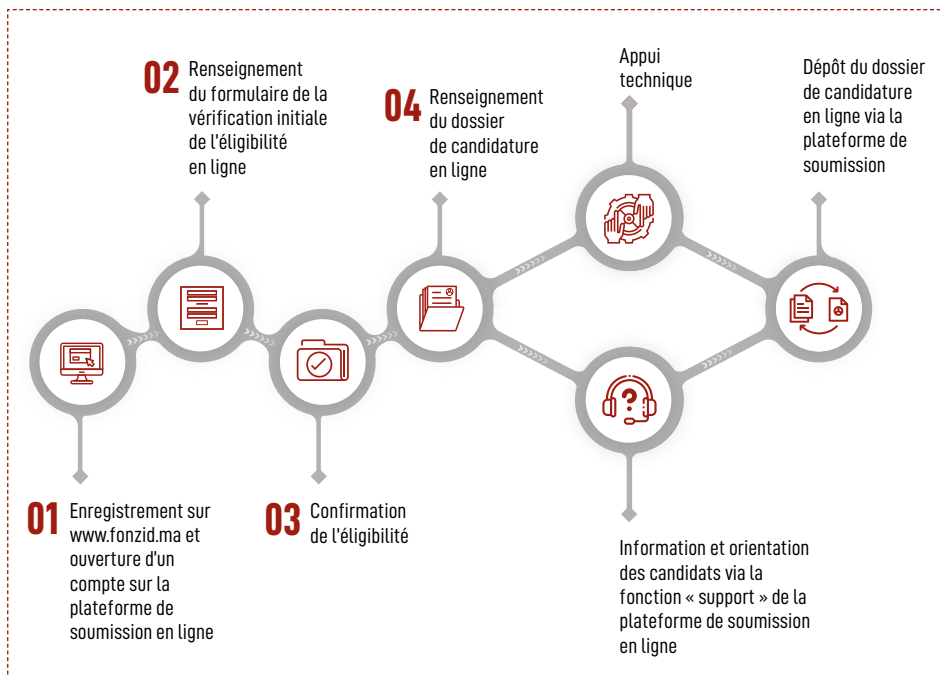 02
Renseignement
du formulaire de la
vérification initiale
de l'éligibilité
en ligne
04
Renseignement
du dossier
de candidature
en ligne
Appui
technique
Dépôt du dossier
de candidature
en ligne via la
plateforme de
soumission
01
Enregistrement sur
www.fonzid.ma et
ouverture d'un
compte sur la
plateforme de
soumission en ligne
03
Confirmation
de l'éligibilité
Information et orientation
des candidats via la
fonction « support » de la
plateforme de soumission
en ligne